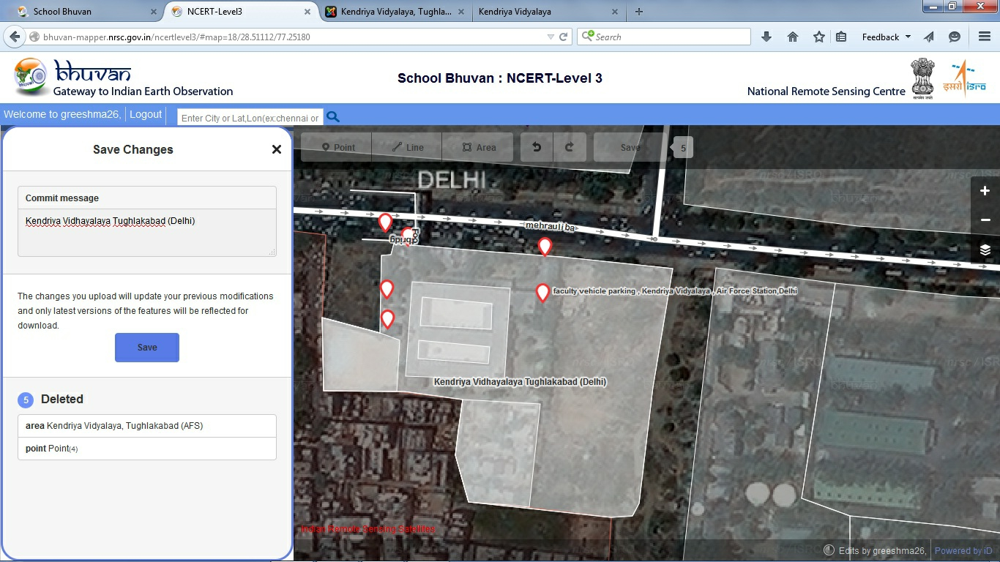 School Bhuvan
NCERT-Level3
Kendriya Vidyalaya, Tughla...
Kendriya Vidyalaya
bhuvan-mapper.nrsc.gov.in/ncertlevel3/#map=18/28.51112/77.25180
Search
Feedback
bhuvan
Gateway to Indian Earth Observation
School Bhuvan : NCERT-Level 3
National Remote Sensing Centre
इसरो isro
Welcome to greeshma26,
Logout
Enter City or Lat,Lon(ex:chennai or
Save Changes
Point
Line
Area
Save
5
Commit message
Kendriya Vidhayalaya Tughlakabad (Delhi)
The changes you upload will update your previous modifications
and only latest versions of the features will be reflected for
download.
Save
5 Deleted
area Kendriya Vidyalaya, Tughlakabad (AFS)
point Point(4)
DELHI
mehrauliba
faculty vehicle parking , Kendriya Vidyalaya , Air Force Station,Delhi
Kendriya Vidhayalaya Tughlakabad (Delhi)
nrsc / ISRO
Indian Remote Sensing Satellites
Edits by greeshma26,
Powered by iD